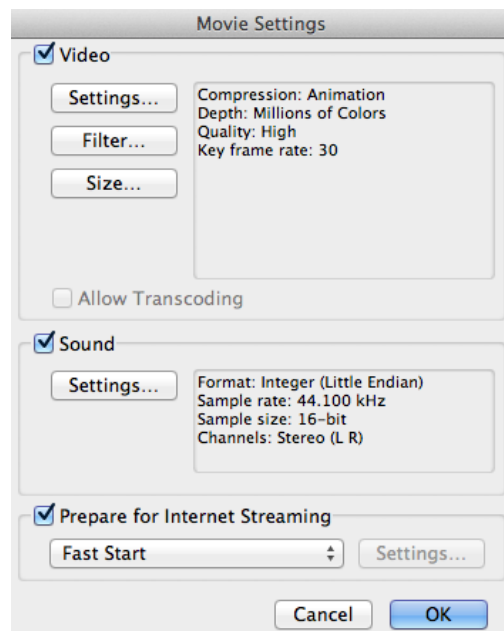 Movie Settings
Video
Settings...
Filter...
Size...
Compression: Animation
Depth: Millions of Colors
Quality: High
Key frame rate: 30
Allow Transcoding
Sound
Settings...
Format: Integer (Little Endian)
Sample rate: 44.100 kHz
Sample size: 16-bit
Channels: Stereo (L R)
Prepare for Internet Streaming
Fast Start
Settings...
Cancel
OK